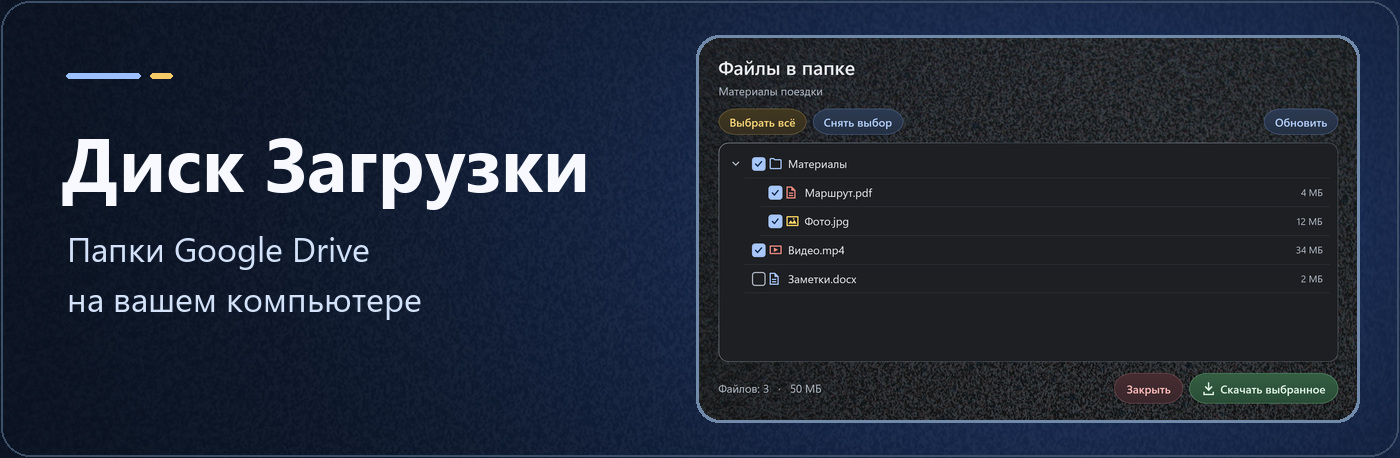 Диск Загрузки
Папки Google Drive
на вашем компьютере
Файлы в папке
Материалы поездки
Выбрать всё Снять выбор Обновить
Материалы
Маршрут.pdf 4 МБ
Фото.jpg 12 МБ
Видео.mp4 34 МБ
Заметки.docx 2 МБ
Файлов: 3 · 50 МБ Закрыть Скачать выбранное